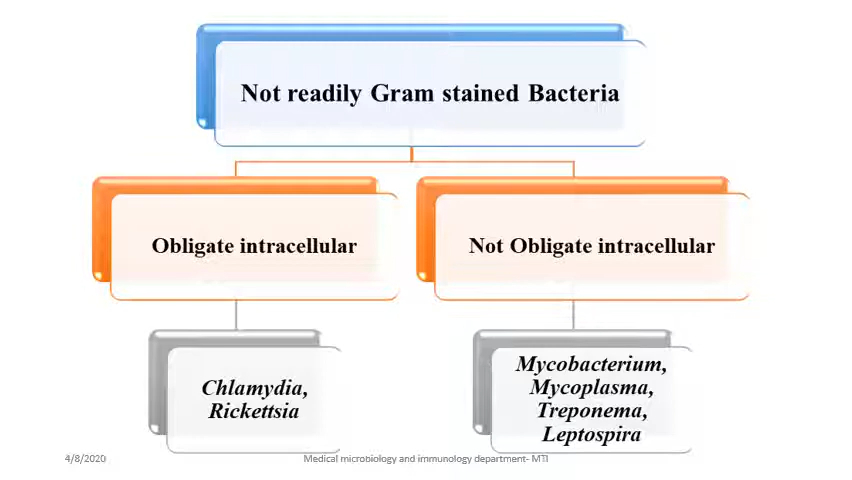 Not readily Gram stained Bacteria
Obligate intracellular
Not Obligate intracellular
Chlamydia,
Rickettsia
Mycobacterium,
Mycoplasma,
Treponema,
Leptospira
4/8/2020
Medical microbiology and immunology department- MTI